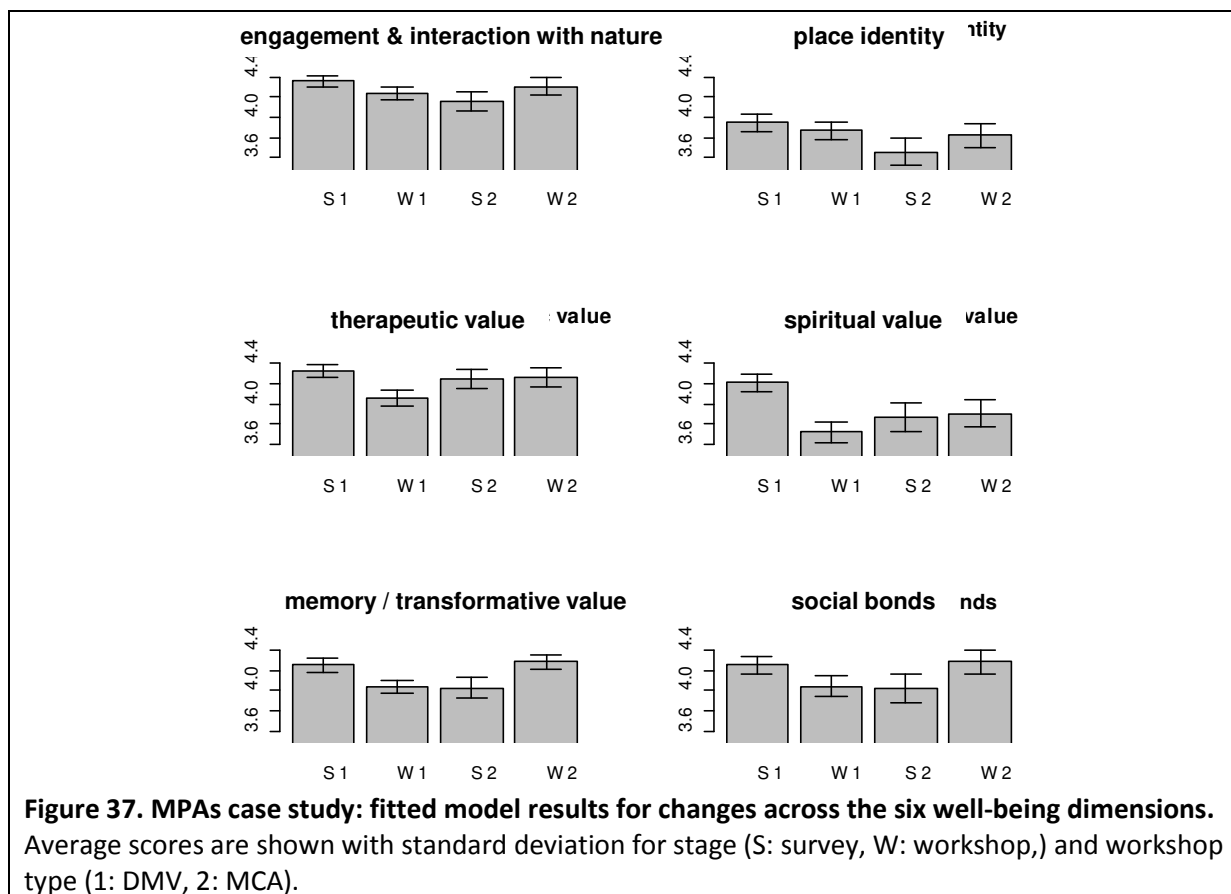 engagement & interaction with nature
place identity ntity
4.4
4.0
3.6
S 1 W 1 S 2 W 2
S 1 W 1 S 2 W 2
therapeutic value value
spiritual value value
4.4
4.0
3.6
4.4
4.0
3.6
S 1 W 1 S 2 W 2
S 1 W 1 S 2 W 2
memory / transformative value
social bonds nds
4.4
4.0
3.6
4.4
4.0
3.6
S 1 W 1 S 2 W 2
S 1 W 1 S 2 W 2
4.4
4.0
3.6
Figure 37. MPAs case study: fitted model results for changes across the six well-being dimensions.
Average scores are shown with standard deviation for stage (S: survey, W: workshop,) and workshop
type (1: DMV, 2: MCA).